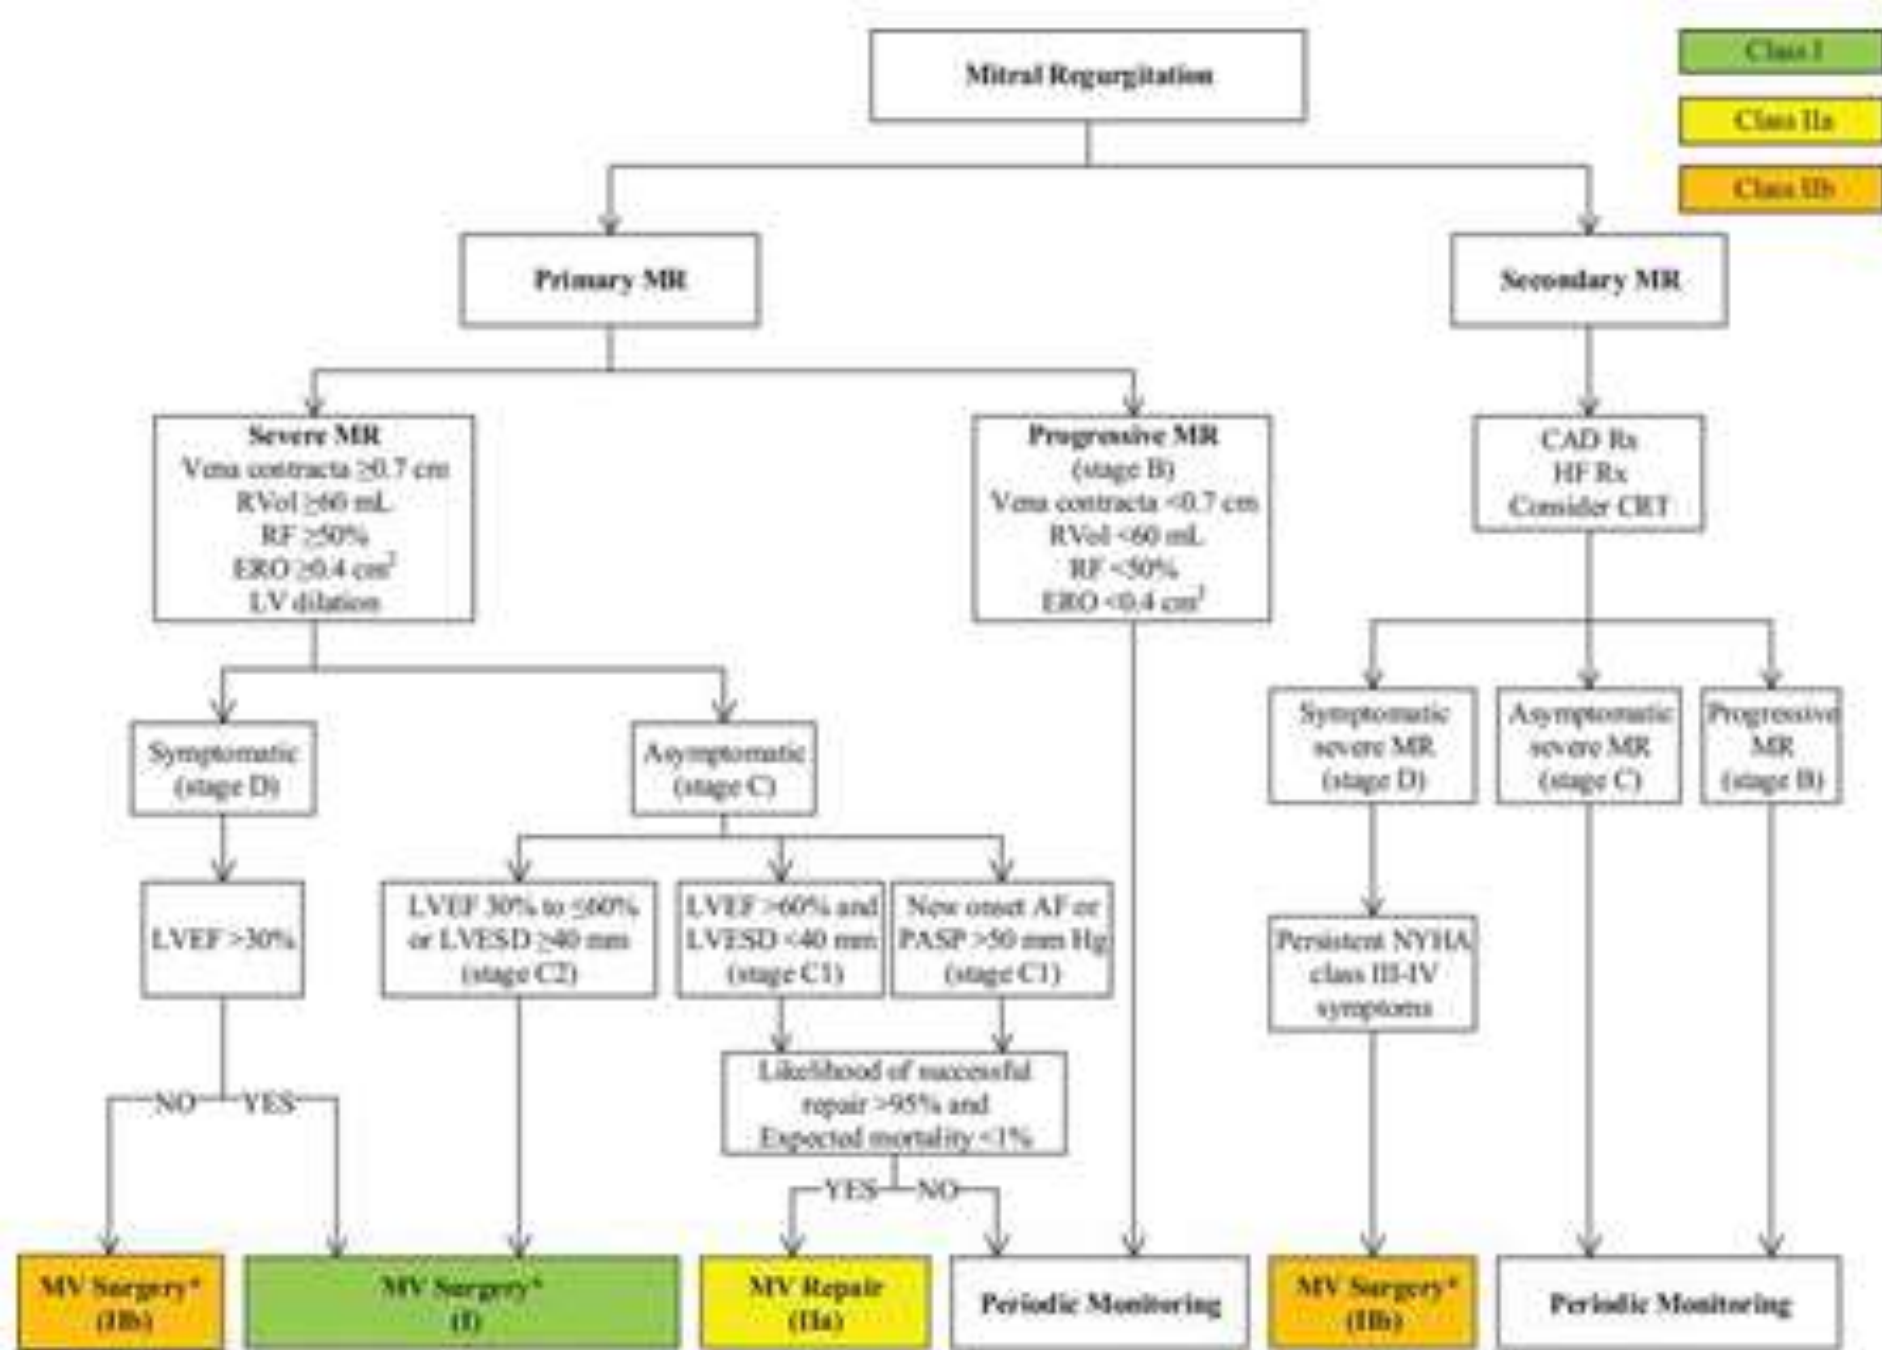 Mitral Regurgitation
Class I
Class IIa
Class IIb
Primary MR
Secondary MR
Severe MR
Vena contracta ≥0.7 cm
RVol ≥60 mL
RF ≥50%
ERO ≥0.4 cm²
LV dilation
Progressive MR
(stage B)
Vena contracta <0.7 cm
RVol <60 mL
RF <50%
ERO <0.4 cm²
CAD Rx
HF Rx
Consider CRT
Symptomatic
(stage D)
Asymptomatic
(stage C)
Symptomatic
severe MR
(stage D)
Asymptomatic
severe MR
(stage C)
Progressive
MR
(stage B)
LVEF >30%
LVEF 30% to ≤60%
or LVESD ≥40 mm
(stage C2)
LVEF >60% and
LVESD <40 mm
(stage C1)
New onset AF or
PASP >50 mm Hg
(stage C1)
Persistent NYHA
class III-IV
symptoms
Likelihood of successful
repair >95% and
Expected mortality <1%
NO YES
YES NO
MV Surgery*
(IIb)
MV Surgery*
(I)
MV Repair
(IIa)
Periodic Monitoring
MV Surgery*
(IIb)
Periodic Monitoring